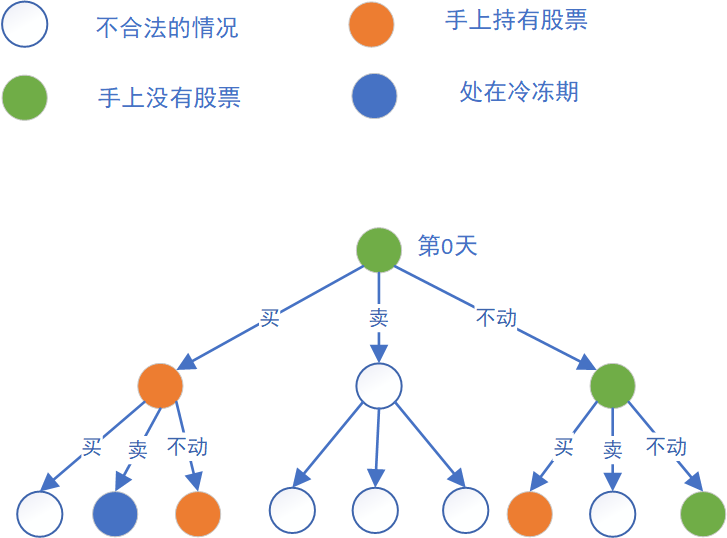 不合法的情况
手上持有股票
手上没有股票
处在冷冻期
第0天
买
卖
不动
买
卖
不动
买
卖
不动